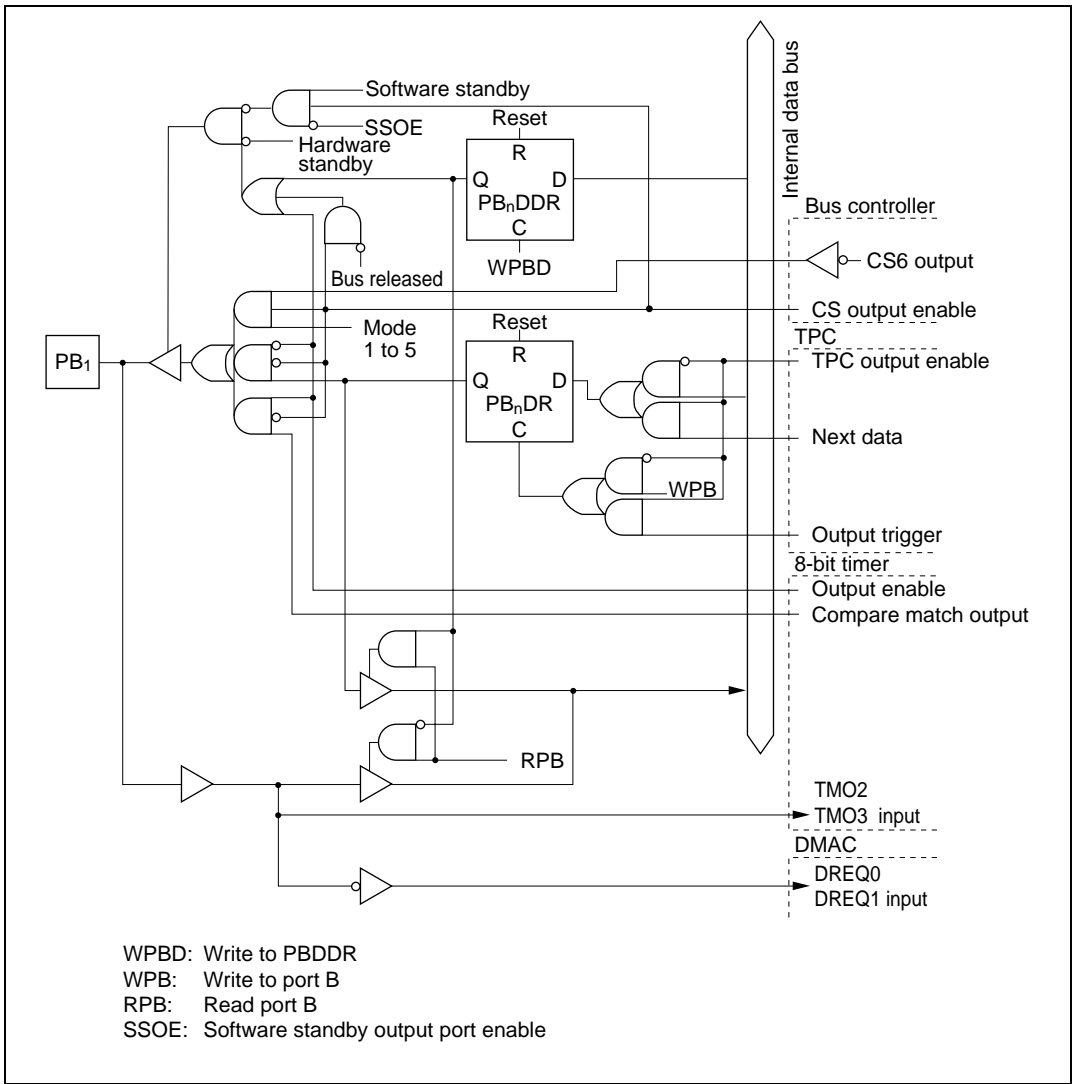 Software standby
SSOE
Hardware
standby
Reset
R
Q D
PBnDDR
C
WPBD
Bus released
Internal data bus
Bus controller
CS6 output
CS output enable
Mode
1 to 5
PB1
Reset
R
Q D
PBnDR
C
WPB
TPC
TPC output enable
Next data
Output trigger
8-bit timer
Output enable
Compare match output
RPB
TMO2
TMO3 input
DMAC
DREQ0
DREQ1 input
WPBD: Write to PBDDR
WPB: Write to port B
RPB: Read port B
SSOE: Software standby output port enable